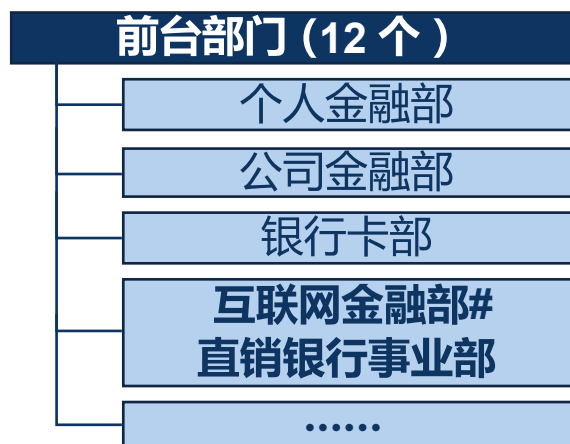 前台部门（12 个 ）
个人金融部
公司金融部
银行卡部
互联网金融部#
直销银行事业部
……